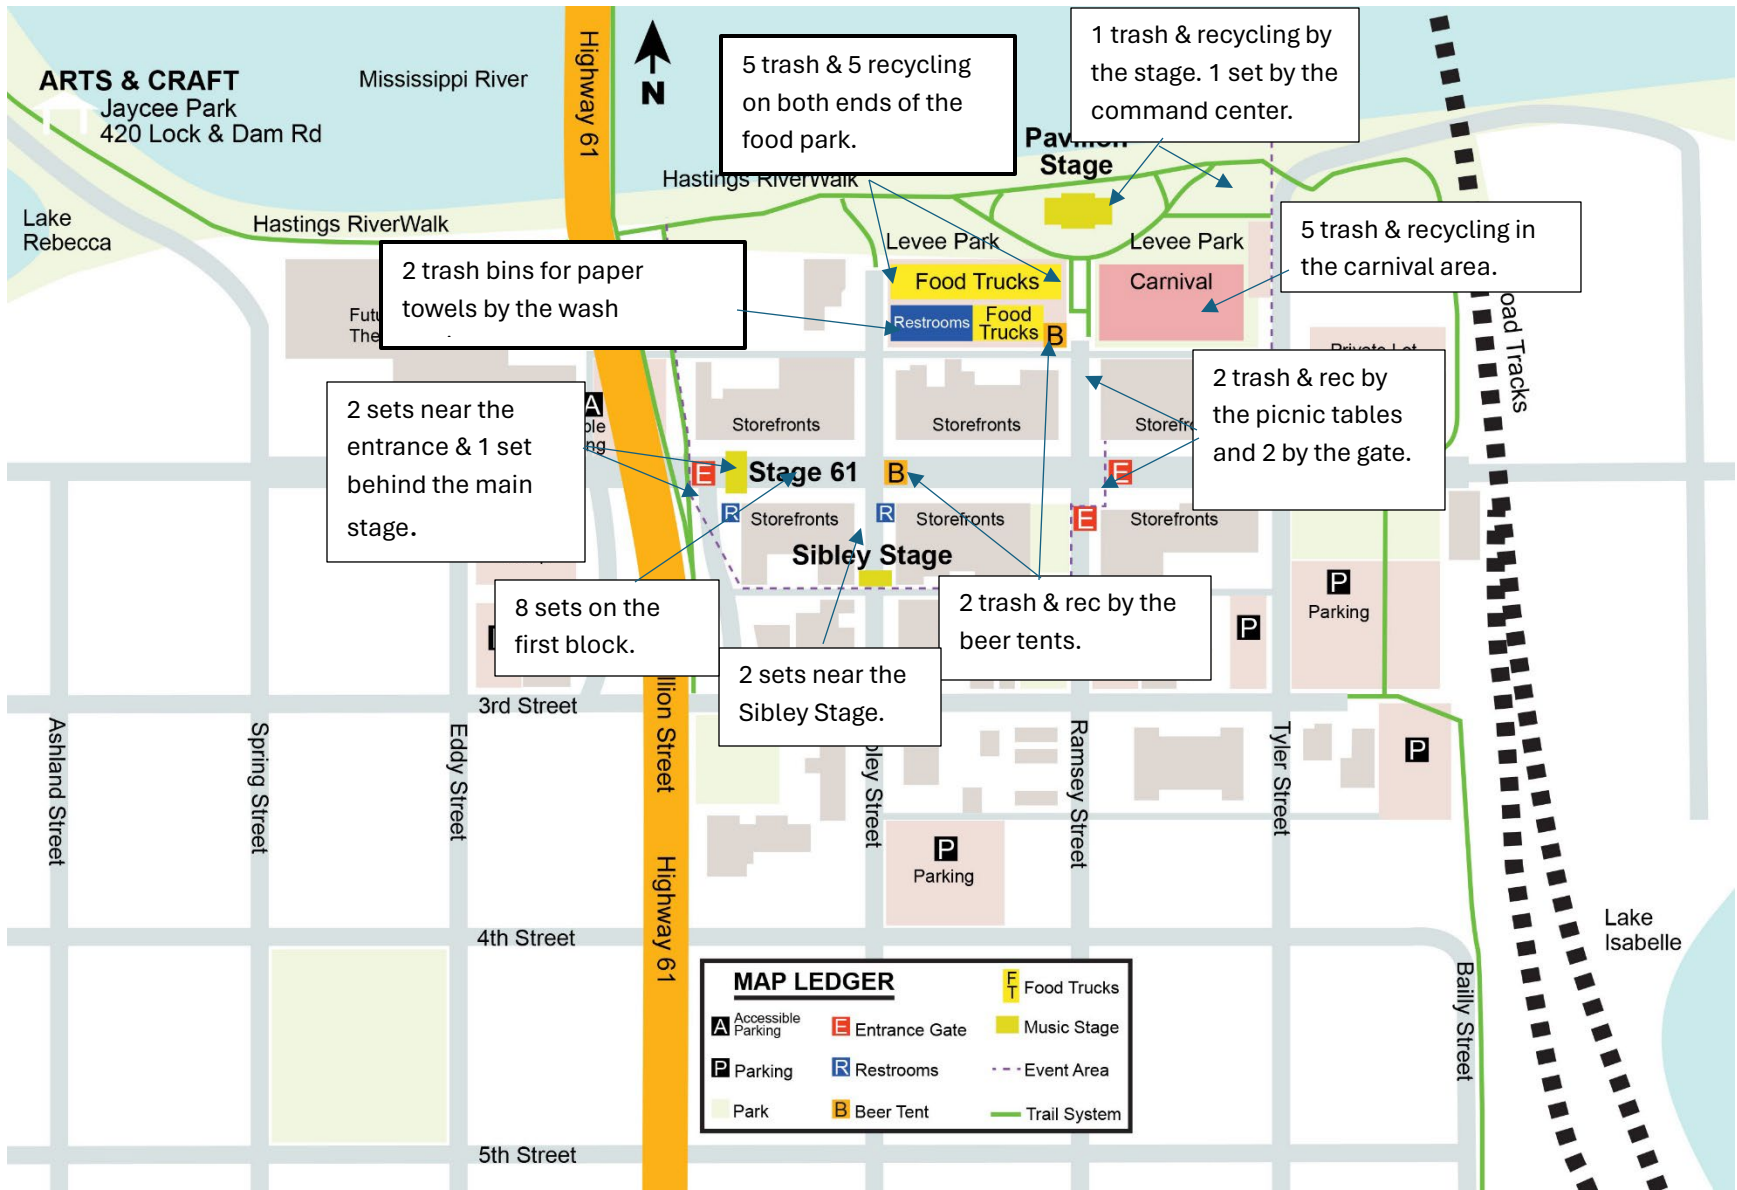 ARTS & CRAFT
Jaycee Park
420 Lock & Dam Rd
Mississippi River
Highway 61
N
5 trash & 5 recycling
on both ends of the
food park.
1 trash & recycling by
the stage. 1 set by the
command center.
Pavilion
Stage
Hastings RiverWalk
Lake
Rebecca
Hastings RiverWalk
Levee Park
Levee Park
5 trash & recycling in
the carnival area.
2 trash bins for paper
towels by the wash
Food Trucks
Carnival
Restrooms
Food
Trucks
B
Tracks
2 sets near the
entrance & 1 set
behind the main
stage.
A
Storefronts
Storefronts
2 trash & rec by
the picnic tables
and 2 by the gate.
E
Stage 61
B
E
R
Storefronts
R
Storefronts
E
Storefronts
Sibley Stage
8 sets on the
first block.
2 trash & rec by the
beer tents.
2 sets near the
Sibley Stage.
P
Parking
P
3rd Street
Ashland Street
Spring Street
Eddy Street
Street
Street
Ramsey Street
Tyler Street
P
P
Parking
Highway 61
4th Street
Lake
Isabelle
Bailly Street
MAP LEDGER
FT Food Trucks
A Accessible
Parking
E Entrance Gate
Music Stage
P Parking
R Restrooms
Event Area
Park
B Beer Tent
Trail System
5th Street